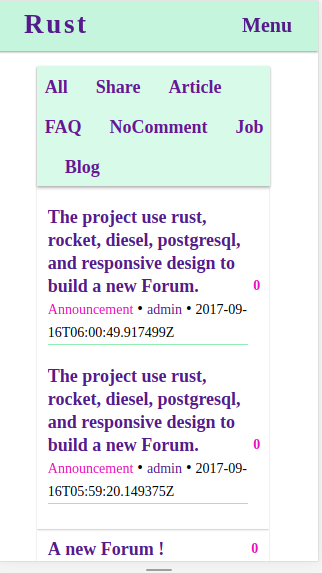 Rust Menu
All Share Article
FAQ NoComment Job
Blog
The project use rust,
rocket, diesel, postgresql,
and responsive design to
build a new Forum. 0
Announcement • admin • 2017-09-
16T06:00:49.917499Z
The project use rust,
rocket, diesel, postgresql,
and responsive design to
build a new Forum. 0
Announcement • admin • 2017-09-
16T05:59:20.149375Z
A new Forum ! 0